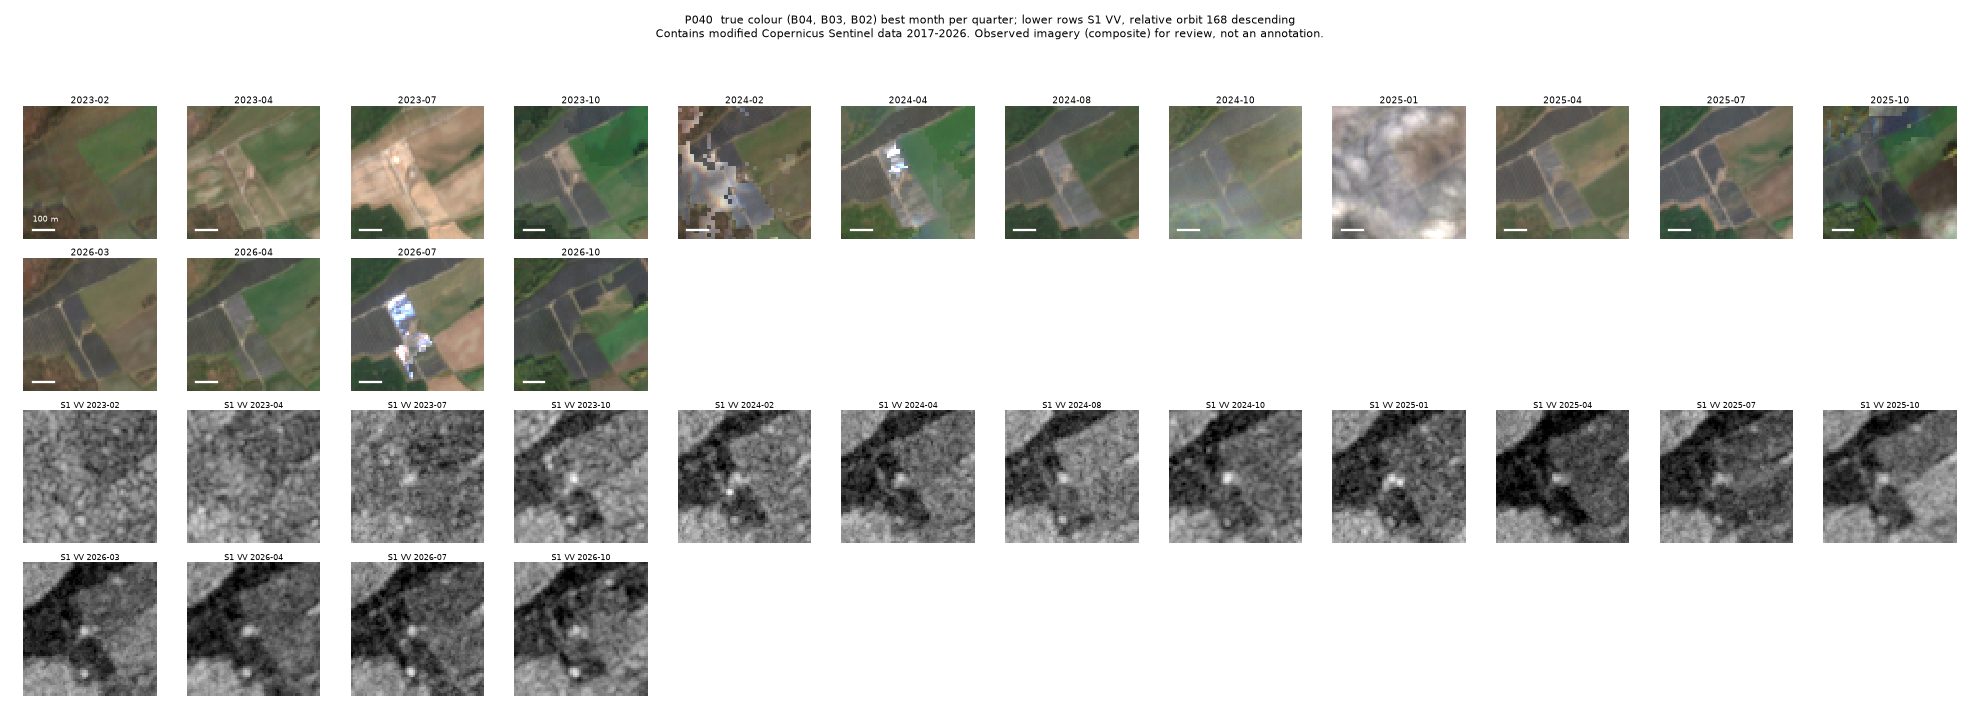 P040  true colour (B04, B03, B02) best month per quarter; lower rows S1 VV, relative orbit 168 descending
Contains modified Copernicus Sentinel data 2017-2026. Observed imagery (composite) for review, not an annotation.
2023-02 2023-04 2023-07 2023-10 2024-02 2024-04 2024-08 2024-10 2025-01 2025-04 2025-07 2025-10
100 m
2026-03 2026-04 2026-07 2026-10
S1 VV 2023-02 S1 VV 2023-04 S1 VV 2023-07 S1 VV 2023-10 S1 VV 2024-02 S1 VV 2024-04 S1 VV 2024-08 S1 VV 2024-10 S1 VV 2025-01 S1 VV 2025-04 S1 VV 2025-07 S1 VV 2025-10
S1 VV 2026-03 S1 VV 2026-04 S1 VV 2026-07 S1 VV 2026-10